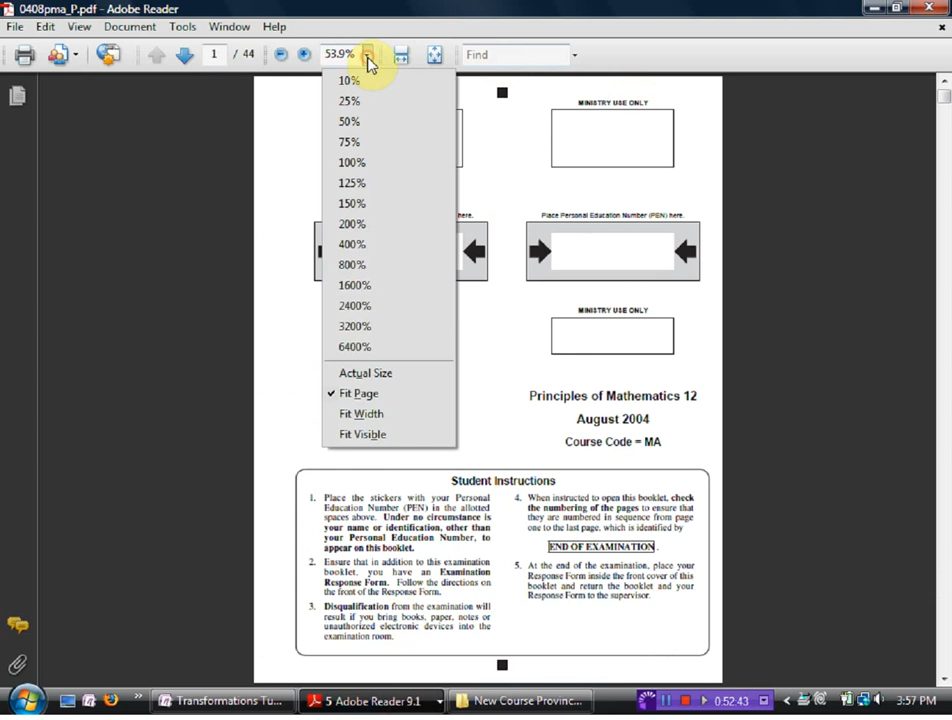 0408pma_P.pdf - Adobe Reader
File Edit View Document Tools Window Help
1 / 44 53.9% Find
10%
25%
50%
75%
100%
125%
150%
200%
400%
800%
1600%
2400%
3200%
6400%
Actual Size
Fit Page
Fit Width
Fit Visible
here.
MINISTRY USE ONLY
Place Personal Education Number (PEN) here.
MINISTRY USE ONLY
Principles of Mathematics 12
August 2004
Course Code = MA
Student Instructions
1. Place the stickers with your Personal
Education Number (PEN) in the allotted
spaces above. Under no circumstance is
your name or identification, other than
your Personal Education Number, to
appear on this booklet.
2. Ensure that in addition to this examination
booklet, you have an Examination
Response Form. Follow the directions on
the front of the Response Form.
3. Disqualification from the examination will
result if you bring books, paper, notes or
unauthorized electronic devices into the
examination room.
4. When instructed to open this booklet, check
the numbering of the pages to ensure that
they are numbered in sequence from page
one to the last page, which is identified by
END OF EXAMINATION .
5. At the end of the examination, place your
Response Form inside the front cover of this
booklet and return the booklet and your
Response Form to the supervisor.
Transformations Tu... 5 Adobe Reader 9.1 New Course Provinc... 0:52:43 3:57 PM